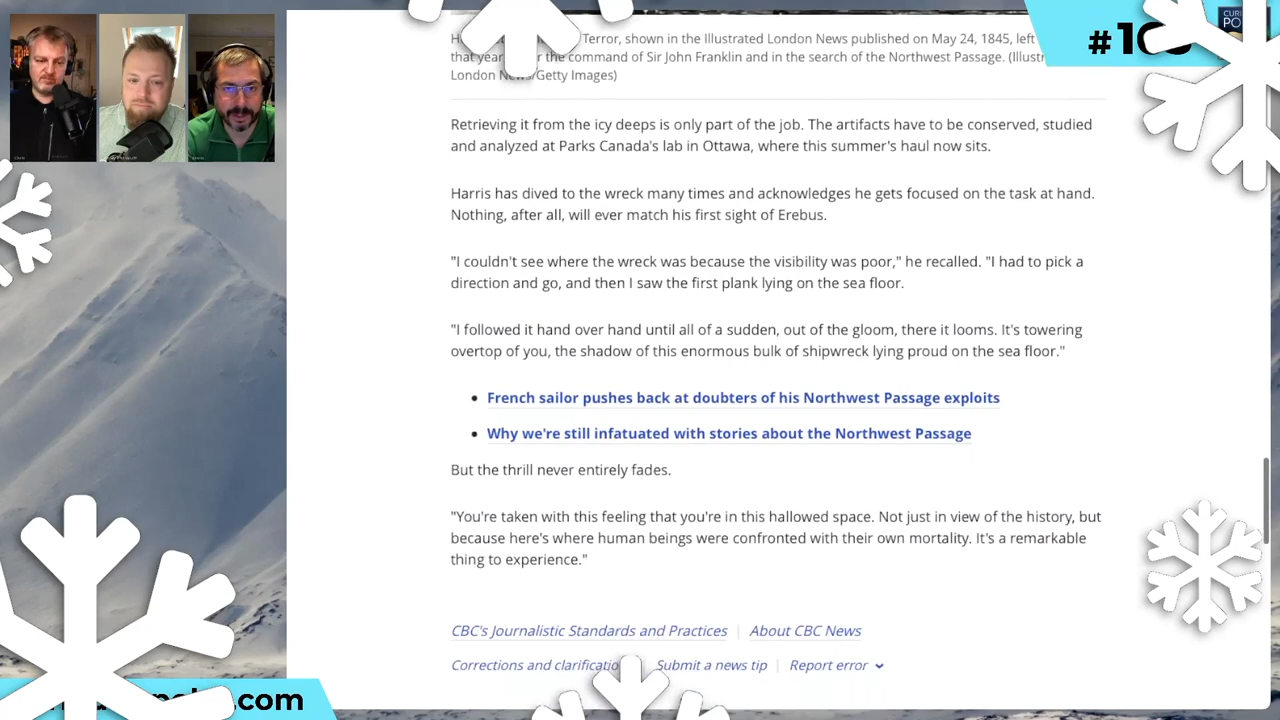 #10
CURI
PO
Terror, shown in the Illustrated London News published on May 24, 1845, left
that year the command of Sir John Franklin and in the search of the Northwest Passage. (Illustr
London News/Getty Images)
Retrieving it from the icy deeps is only part of the job. The artifacts have to be conserved, studied
and analyzed at Parks Canada's lab in Ottawa, where this summer's haul now sits.
Harris has dived to the wreck many times and acknowledges he gets focused on the task at hand.
Nothing, after all, will ever match his first sight of Erebus.
"I couldn't see where the wreck was because the visibility was poor," he recalled. "I had to pick a
direction and go, and then I saw the first plank lying on the sea floor.
"I followed it hand over hand until all of a sudden, out of the gloom, there it looms. It's towering
overtop of you, the shadow of this enormous bulk of shipwreck lying proud on the sea floor."
• French sailor pushes back at doubters of his Northwest Passage exploits
• Why we're still infatuated with stories about the Northwest Passage
But the thrill never entirely fades.
"You're taken with this feeling that you're in this hallowed space. Not just in view of the history, but
because here's where human beings were confronted with their own mortality. It's a remarkable
thing to experience."
CBC's Journalistic Standards and Practices | About CBC News
Corrections and clarificatio | Submit a news tip | Report error
.com